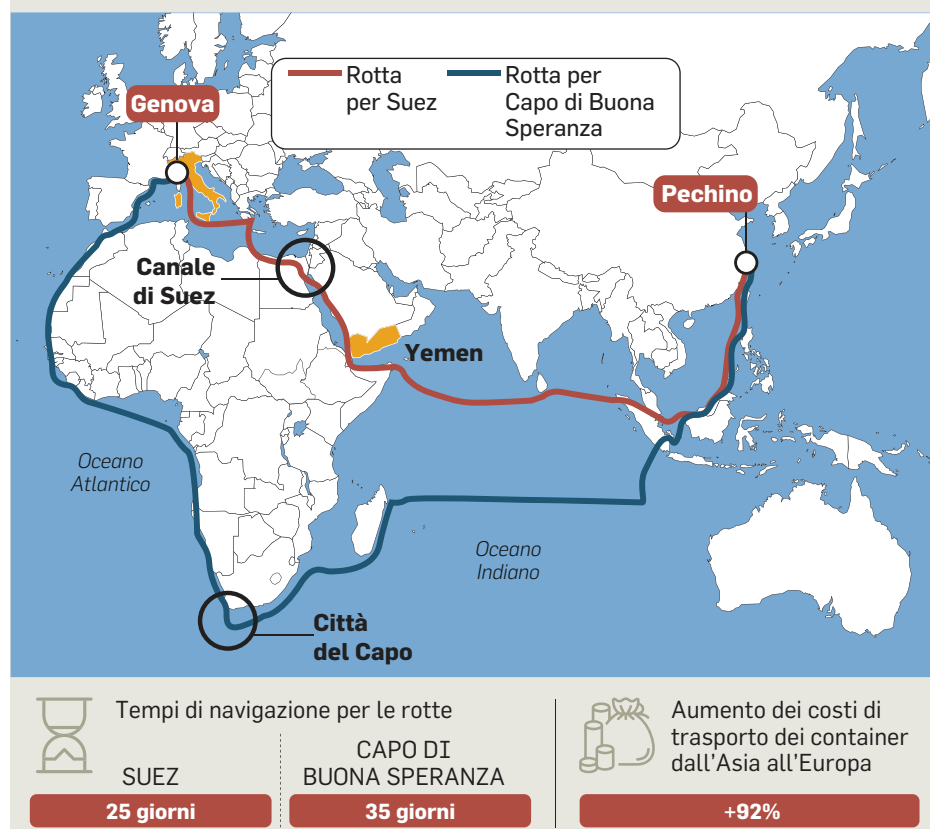 Rotta
per Suez
Rotta per
Capo di Buona
Speranza
Genova
Pechino
Canale
di Suez
Yemen
Oceano
Atlantico
Oceano
Indiano
Città
del Capo
Tempi di navigazione per le rotte
SUEZ
25 giorni
CAPO DI
BUONA SPERANZA
35 giorni
Aumento dei costi di
trasporto dei container
dall'Asia all'Europa
+92%